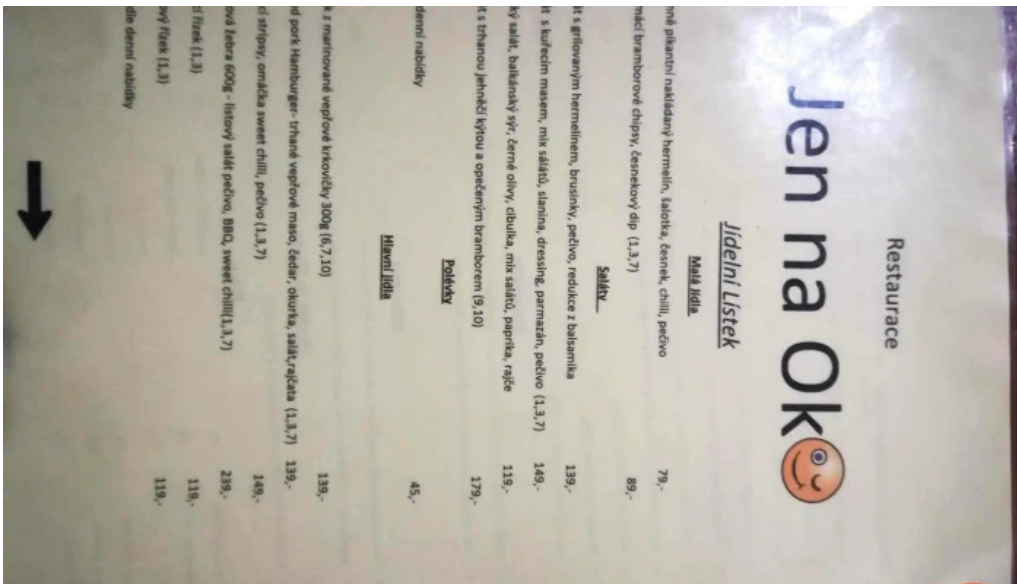 Restaurace
Jen na Ok
Jídelní Lístek
Malá jídla
pikantní nakládaný hermelín, šalotka, česnek, chilli, pečivo 79,-
bramborové chipsy, česnekový dip (1,3,7) 89,-
Saláty
s grilovaným hermelínem, brusinky, pečivo, redukce z balsamika 139,-
s kuřecím masem, mix sálátů, slanina, dressing, parmazán, pečivo (1,3,7) 149,-
salát, balkánský sýr, černé olivy, cibulka, mix salátů, paprika, rajče 119,-
s trhanou jehněčí kýtou a opečeným bramborem (9,10) 179,-
Polévky
denní nabídky 45,-
Hlavní jídla
z marinované vepřové krkovičky 300g (6,7,10) 139,-
pork Hamburger- trhané vepřové maso, čedar, okurka, salát,rajčata (1,3,7) 139,-
stripsy, omáčka sweet chilli, pečivo (1,3,7) 149,-
žebra 600g - listový salát pečivo, BBQ, sweet chilli(1,3,7) 239,-
řízek (1,3) 119,-
řízek (1,3) 119,-
dle denní nabídky